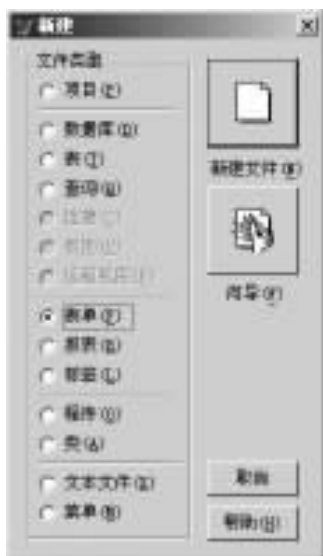 新建
文件类型
项目(P)
数据库(D)
表(T)
查询(Q)
表单(F)
报表(R)
标签(L)
程序(O)
类(A)
文本文件(X)
菜单(M)
新建文件(N)
向导(W)
取消
帮助(H)